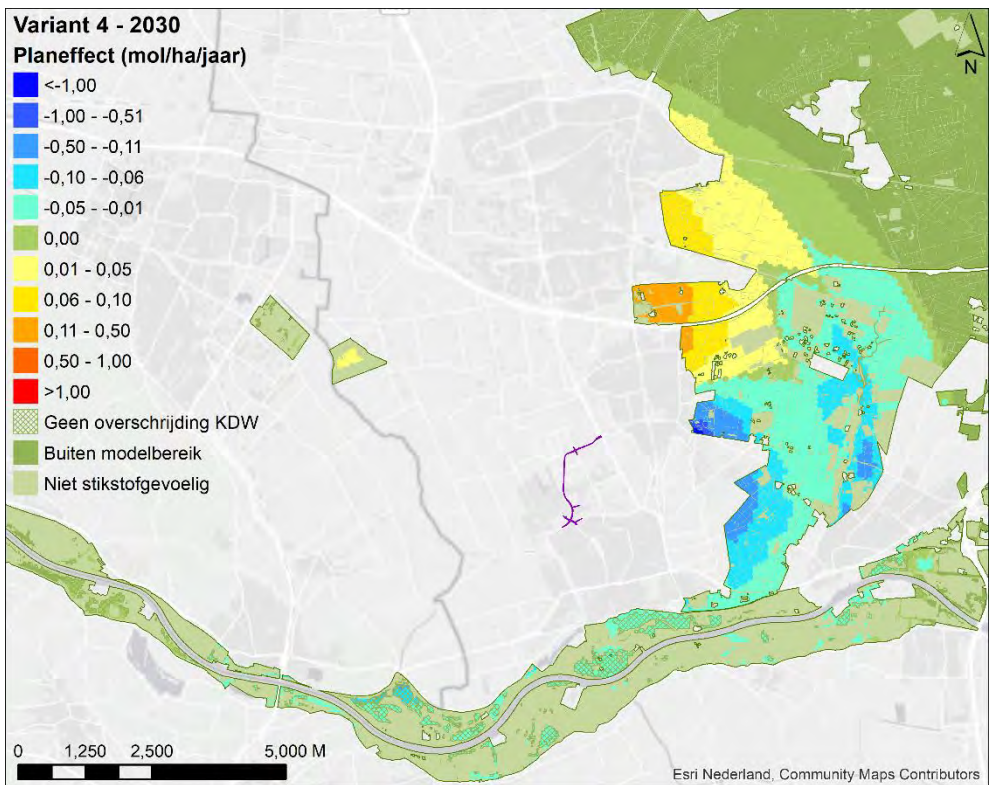 Variant 4 - 2030
Planeffect (mol/ha/jaar)
<-1,00
-1,00 - -0,51
-0,50 - -0,11
-0,10 - -0,06
-0,05 - -0,01
0,00
0,01 - 0,05
0,06 - 0,10
0,11 - 0,50
0,50 - 1,00
>1,00
Geen overschrijding KDW
Buiten modelbereik
Niet stikstofgevoelig
N
0 1,250 2,500 5,000 M
Esri Nederland, Community Maps Contributors